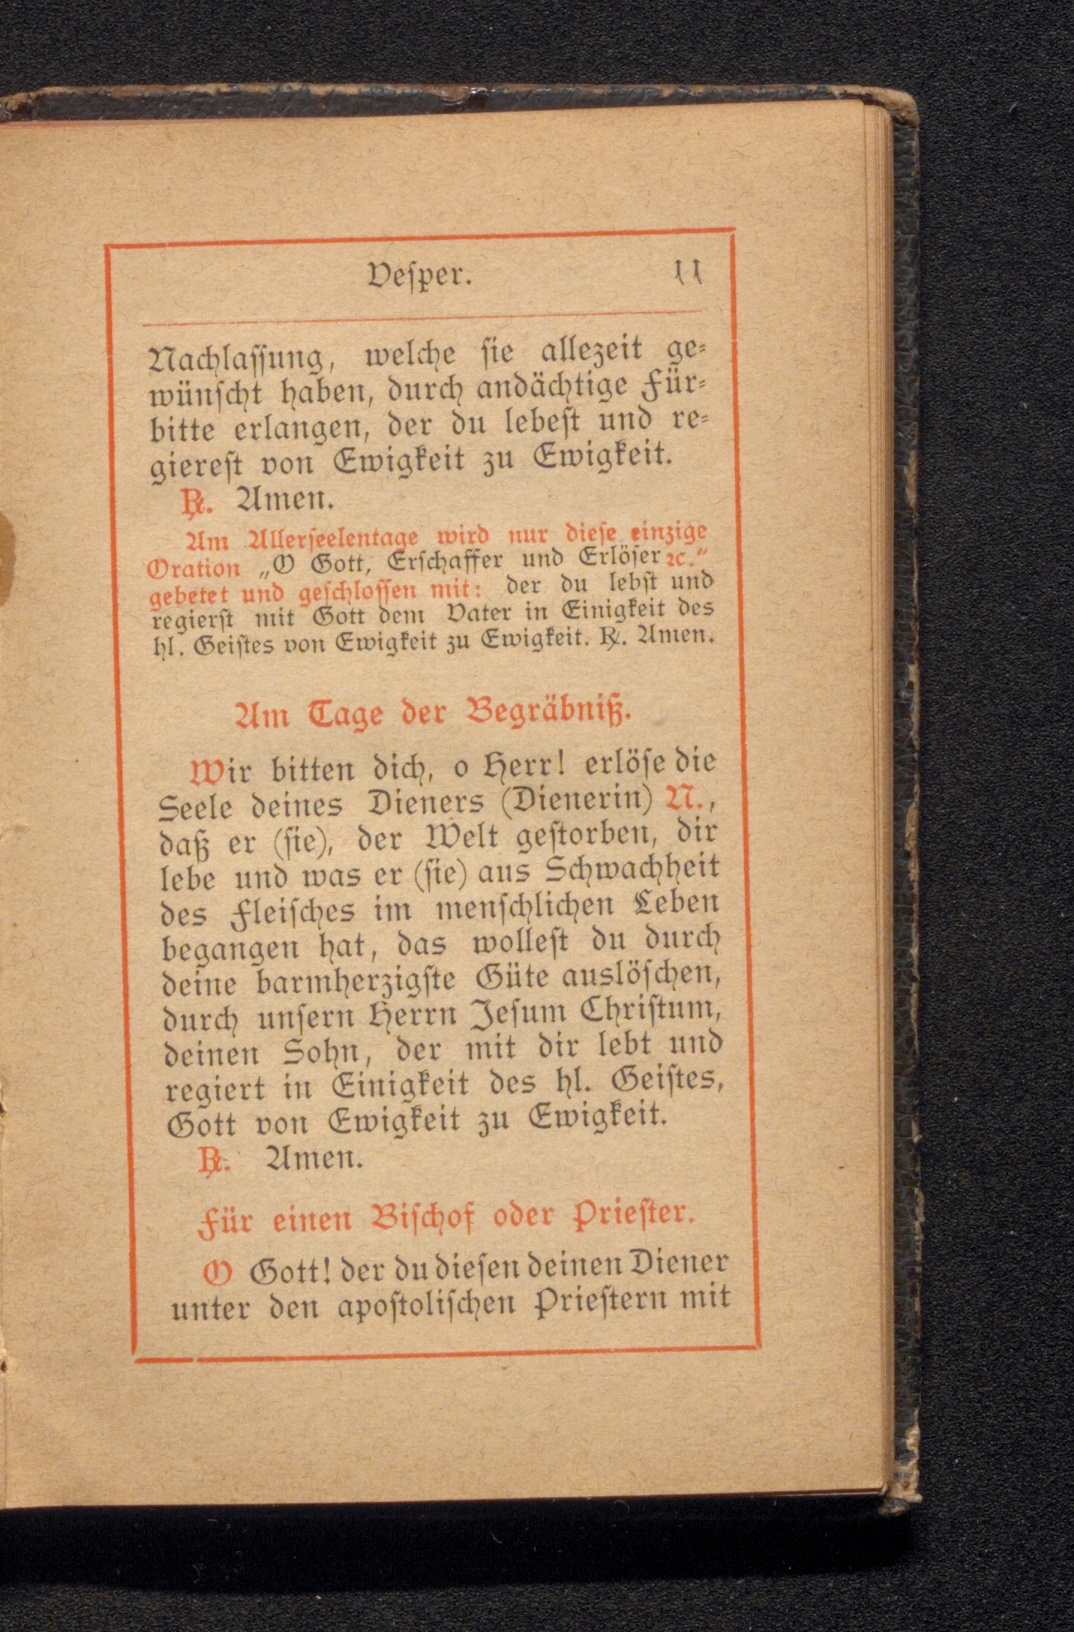 Vesper. 11
Nachlassung, welche sie allezeit ge-
wünscht haben, durch andächtige Für-
bitte erlangen, der du lebest und re-
gierest von Ewigkeit zu Ewigkeit.
℟. Amen.
Am Allerseelentage wird nur diese einzige
Oration „O Gott, Erschaffer und Erlöser ꝛc.“
gebetet und geschlossen mit: der du lebst und
regierst mit Gott dem Vater in Einigkeit des
hl. Geistes von Ewigkeit zu Ewigkeit. ℟. Amen.
Am Tage der Begräbniß.
Wir bitten dich, o Herr! erlöse die
Seele deines Dieners (Dienerin) N.,
daß er (sie), der Welt gestorben, dir
lebe und was er (sie) aus Schwachheit
des Fleisches im menschlichen Leben
begangen hat, das wollest du durch
deine barmherzigste Güte auslöschen,
durch unsern Herrn Jesum Christum,
deinen Sohn, der mit dir lebt und
regiert in Einigkeit des hl. Geistes,
Gott von Ewigkeit zu Ewigkeit.
℟. Amen.
Für einen Bischof oder Priester.
O Gott! der du diesen deinen Diener
unter den apostolischen Priestern mit